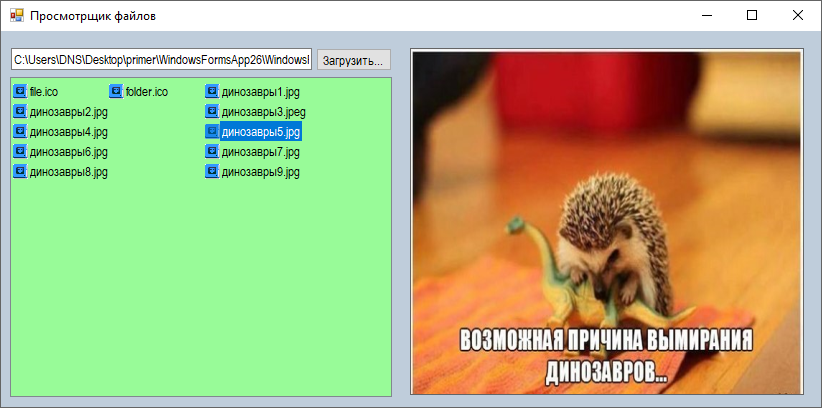 Просмотрщик файлов
C:\Users\DNS\Desktop\primer\WindowsFormsApp26\Windowsl
Загрузить...
file.ico
folder.ico
динозавры1.jpg
динозавры2.jpg
динозавры3.jpeg
динозавры4.jpg
динозавры5.jpg
динозавры6.jpg
динозавры7.jpg
динозавры8.jpg
динозавры9.jpg
ВОЗМОЖНАЯ ПРИЧИНА ВЫМИРАНИЯ
ДИНОЗАВРОВ...